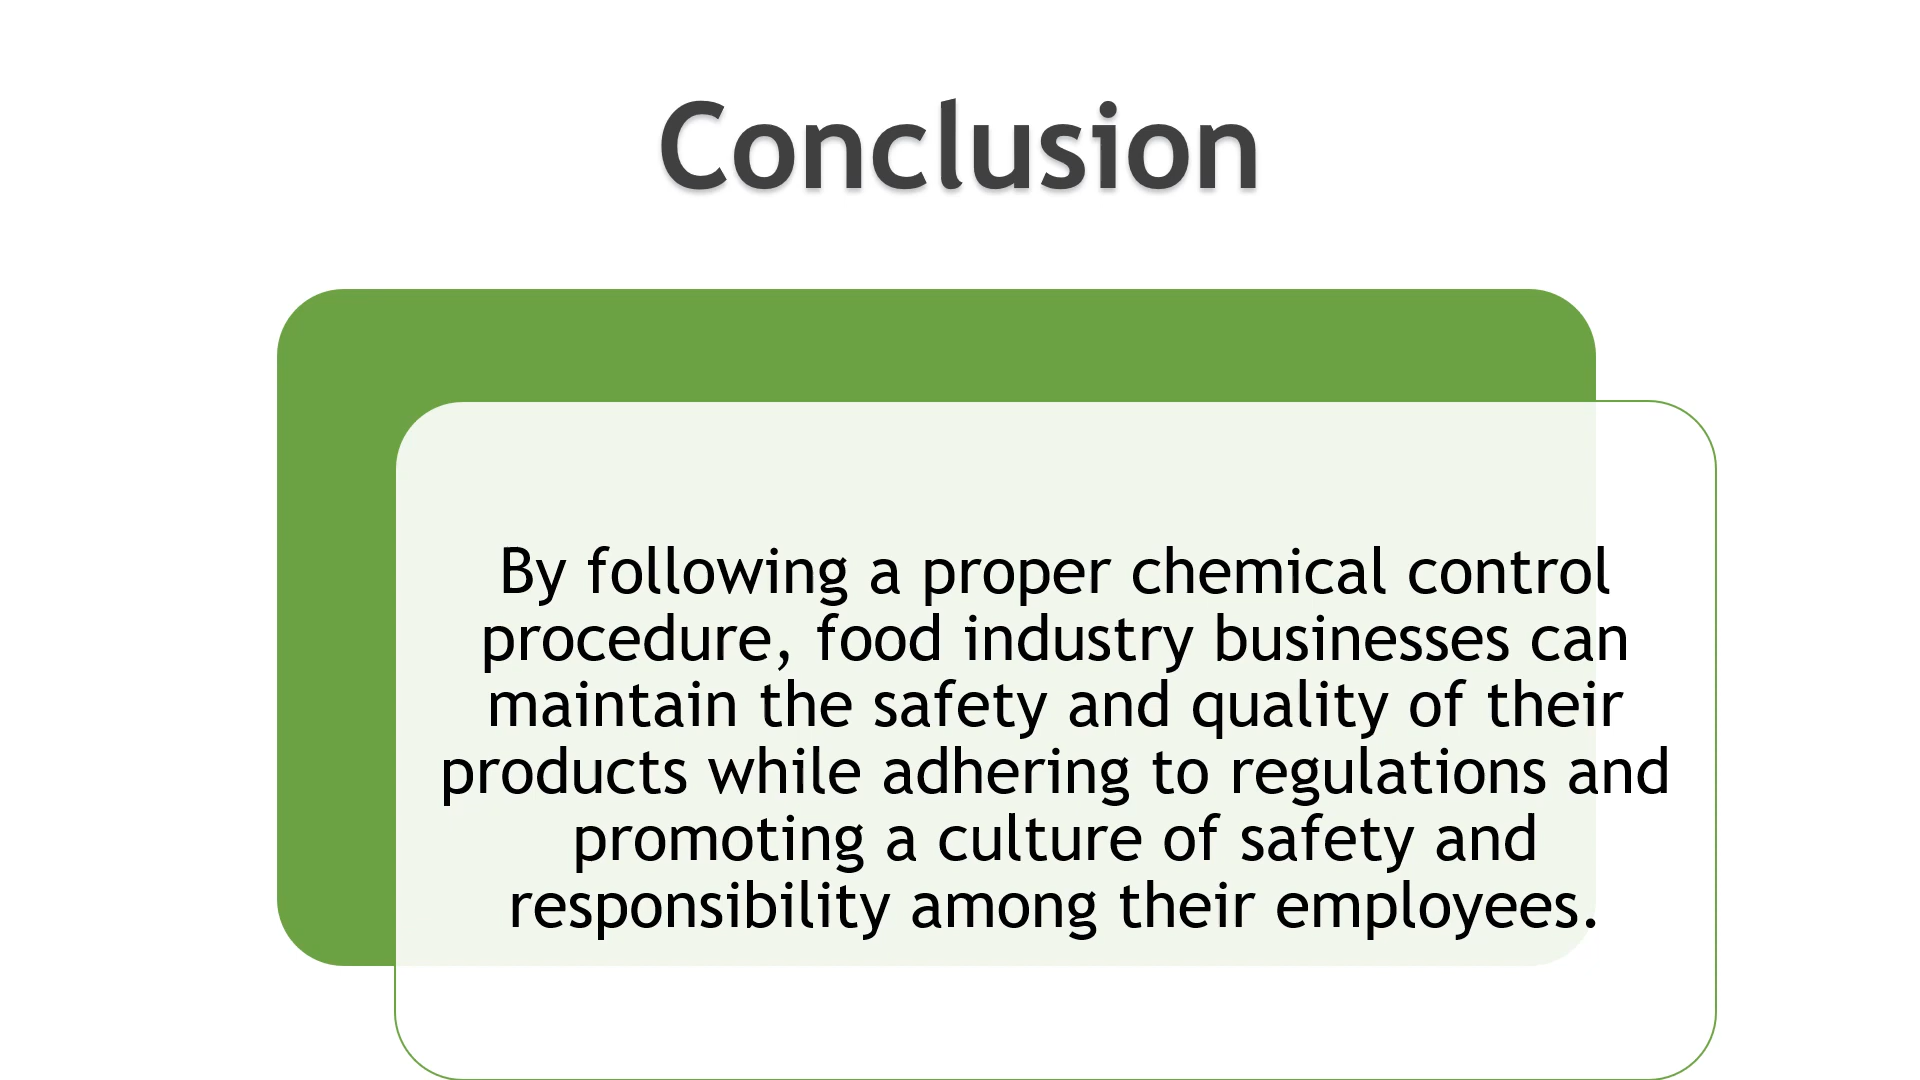 Conclusion
By following a proper chemical control
procedure, food industry businesses can
maintain the safety and quality of their
products while adhering to regulations and
promoting a culture of safety and
responsibility among their employees.